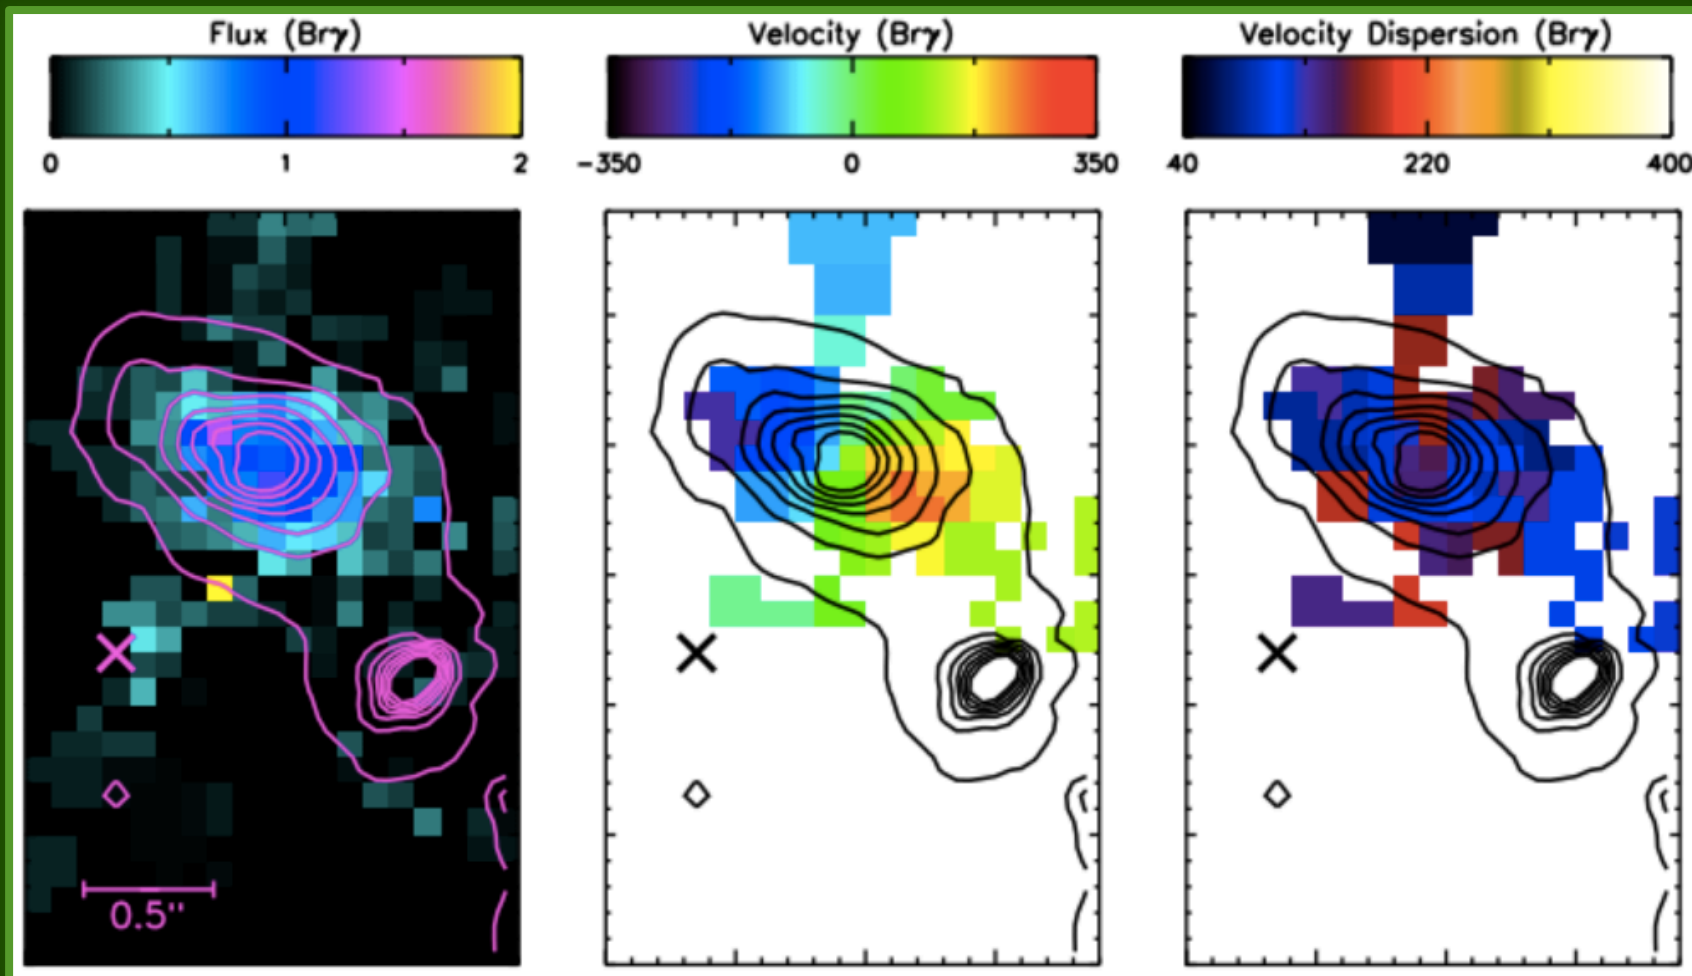 Flux (Brγ)
Velocity (Brγ)
Velocity Dispersion (Brγ)
0 1 2
−350 0 350
40 220 400
0.5"